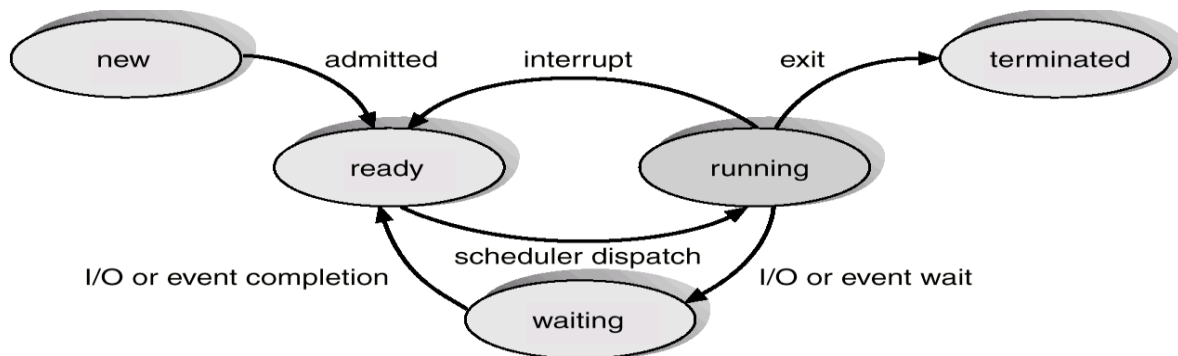 new
admitted
interrupt
exit
terminated
ready
running
scheduler dispatch
I/O or event completion
I/O or event wait
waiting